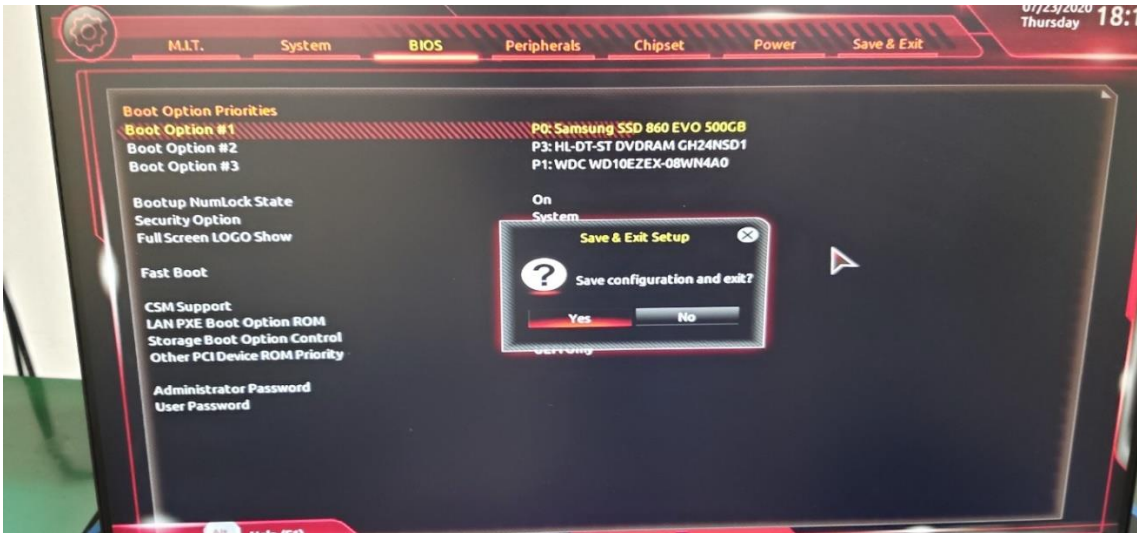 07/23/2020
Thursday
M.I.T. System BIOS Peripherals Chipset Power Save & Exit
Boot Option Priorities
Boot Option #1 P0: Samsung SSD 860 EVO 500GB
Boot Option #2 P3: HL-DT-ST DVDRAM GH24NSD1
Boot Option #3 P1: WDC WD10EZEX-08WN4A0
Bootup NumLock State On
Security Option System
Full Screen LOGO Show
Save & Exit Setup
Fast Boot
Save configuration and exit?
CSM Support
LAN PXE Boot Option ROM
Yes No
Storage Boot Option Control
Other PCI Device ROM Priority
Administrator Password
User Password